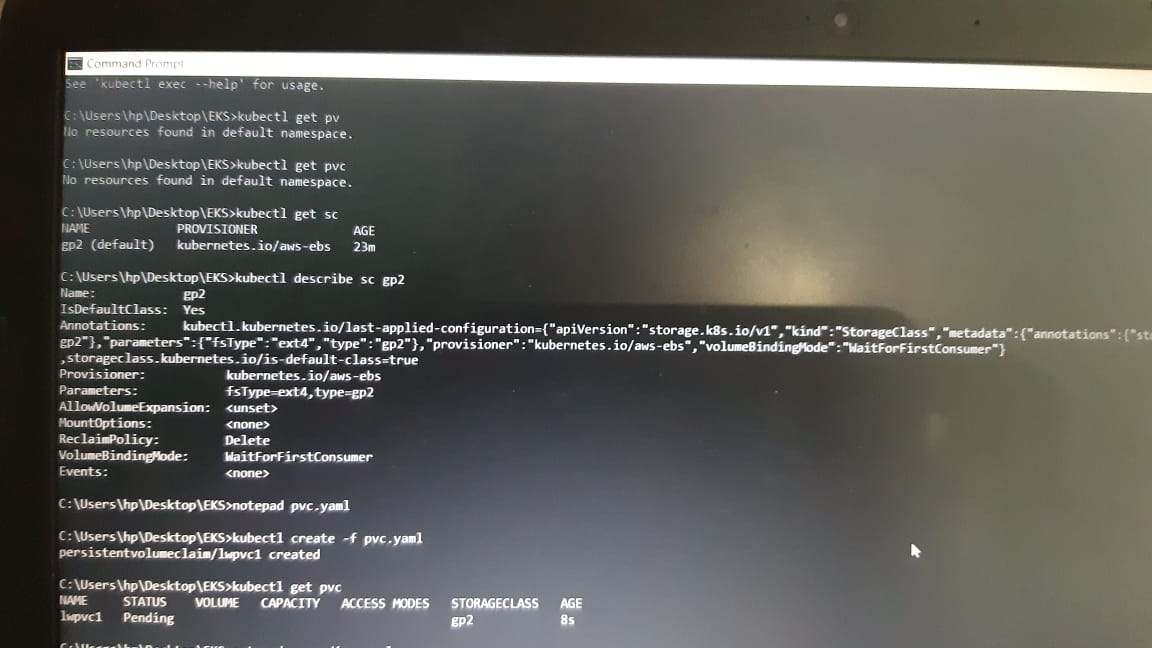 Command Prompt
See 'kubectl exec --help' for usage.
C:\Users\hp\Desktop\EKS>kubectl get pv
No resources found in default namespace.
C:\Users\hp\Desktop\EKS>kubectl get pvc
No resources found in default namespace.
C:\Users\hp\Desktop\EKS>kubectl get sc
NAME PROVISIONER AGE
gp2 (default) kubernetes.io/aws-ebs 23m
C:\Users\hp\Desktop\EKS>kubectl describe sc gp2
Name: gp2
IsDefaultClass: Yes
Annotations: kubectl.kubernetes.io/last-applied-configuration={"apiVersion":"storage.k8s.io/v1","kind":"StorageClass","metadata":{"annotations":{"st
gp2"},"parameters":{"fsType":"ext4","type":"gp2"},"provisioner":"kubernetes.io/aws-ebs","volumeBindingMode":"WaitForFirstConsumer"}
,storageclass.kubernetes.io/is-default-class=true
Provisioner: kubernetes.io/aws-ebs
Parameters: fsType=ext4,type=gp2
AllowVolumeExpansion: <unset>
MountOptions: <none>
ReclaimPolicy: Delete
VolumeBindingMode: WaitForFirstConsumer
Events: <none>
C:\Users\hp\Desktop\EKS>notepad pvc.yaml
C:\Users\hp\Desktop\EKS>kubectl create -f pvc.yaml
persistentvolumeclaim/lwpvc1 created
C:\Users\hp\Desktop\EKS>kubectl get pvc
NAME STATUS VOLUME CAPACITY ACCESS MODES STORAGECLASS AGE
lwpvc1 Pending gp2 8s